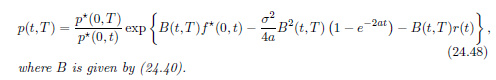 p(t,T) = \frac{p^{\star}(0,T)}{p^{\star}(0,t)} \exp \left\{ B(t,T) f^{\star}(0,t) - \frac{\sigma^2}{4a} B^2(t,T) \left( 1 - e^{-2at} \right) - B(t,T) r(t) \right\},
(24.48)
where B is given by (24.40).